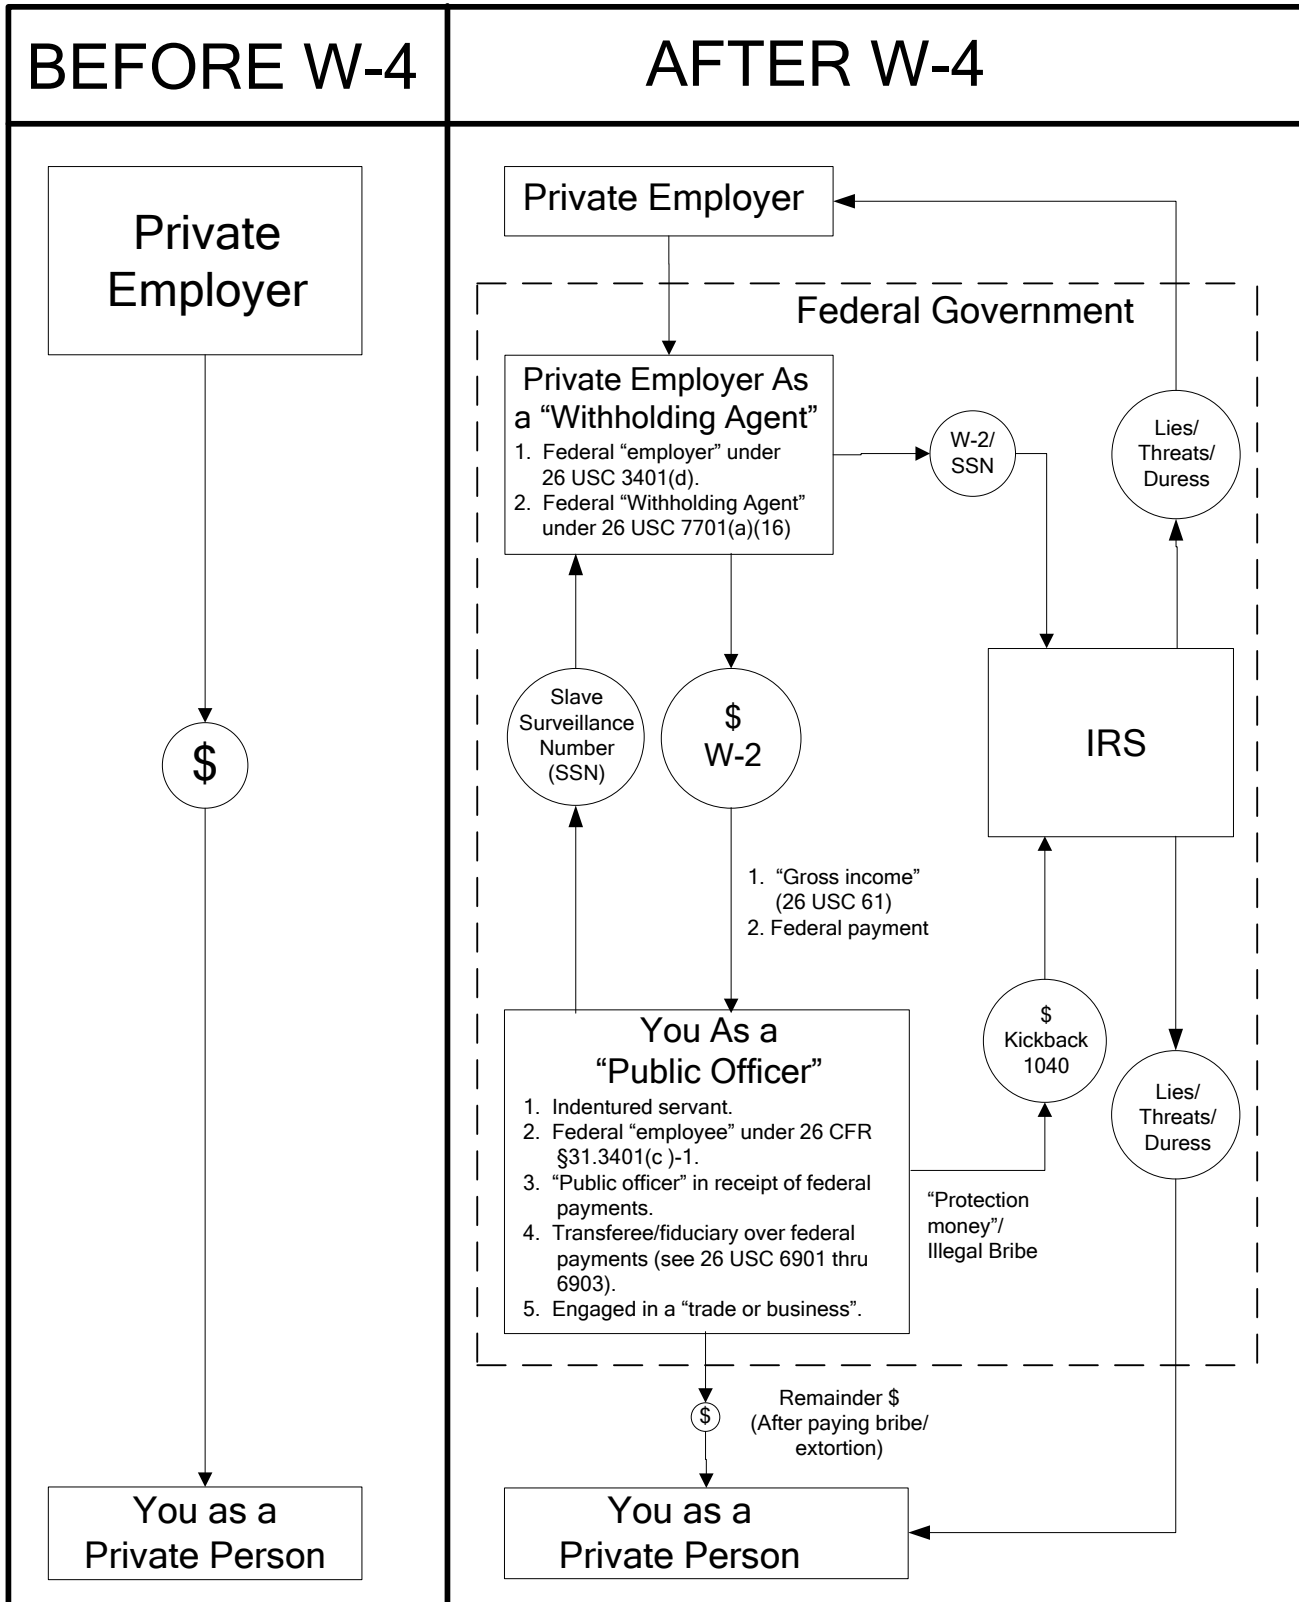 BEFORE W-4
AFTER W-4
Private
Employer
$
You as a
Private Person
Private Employer
Federal Government
Private Employer As
a “Withholding Agent”
1. Federal “employer” under
26 USC 3401(d).
2. Federal “Withholding Agent”
under 26 USC 7701(a)(16)
W-2/
SSN
Lies/
Threats/
Duress
Slave
Surveillance
Number
(SSN)
$
W-2
IRS
1. “Gross income”
(26 USC 61)
2. Federal payment
You As a
“Public Officer”
1. Indentured servant.
2. Federal “employee” under 26 CFR
§31.3401(c )-1.
3. “Public officer” in receipt of federal
payments.
4. Transferee/fiduciary over federal
payments (see 26 USC 6901 thru
6903).
5. Engaged in a “trade or business”.
$
Kickback
1040
Lies/
Threats/
Duress
“Protection
money”/
Illegal Bribe
$
Remainder $
(After paying bribe/
extortion)
You as a
Private Person